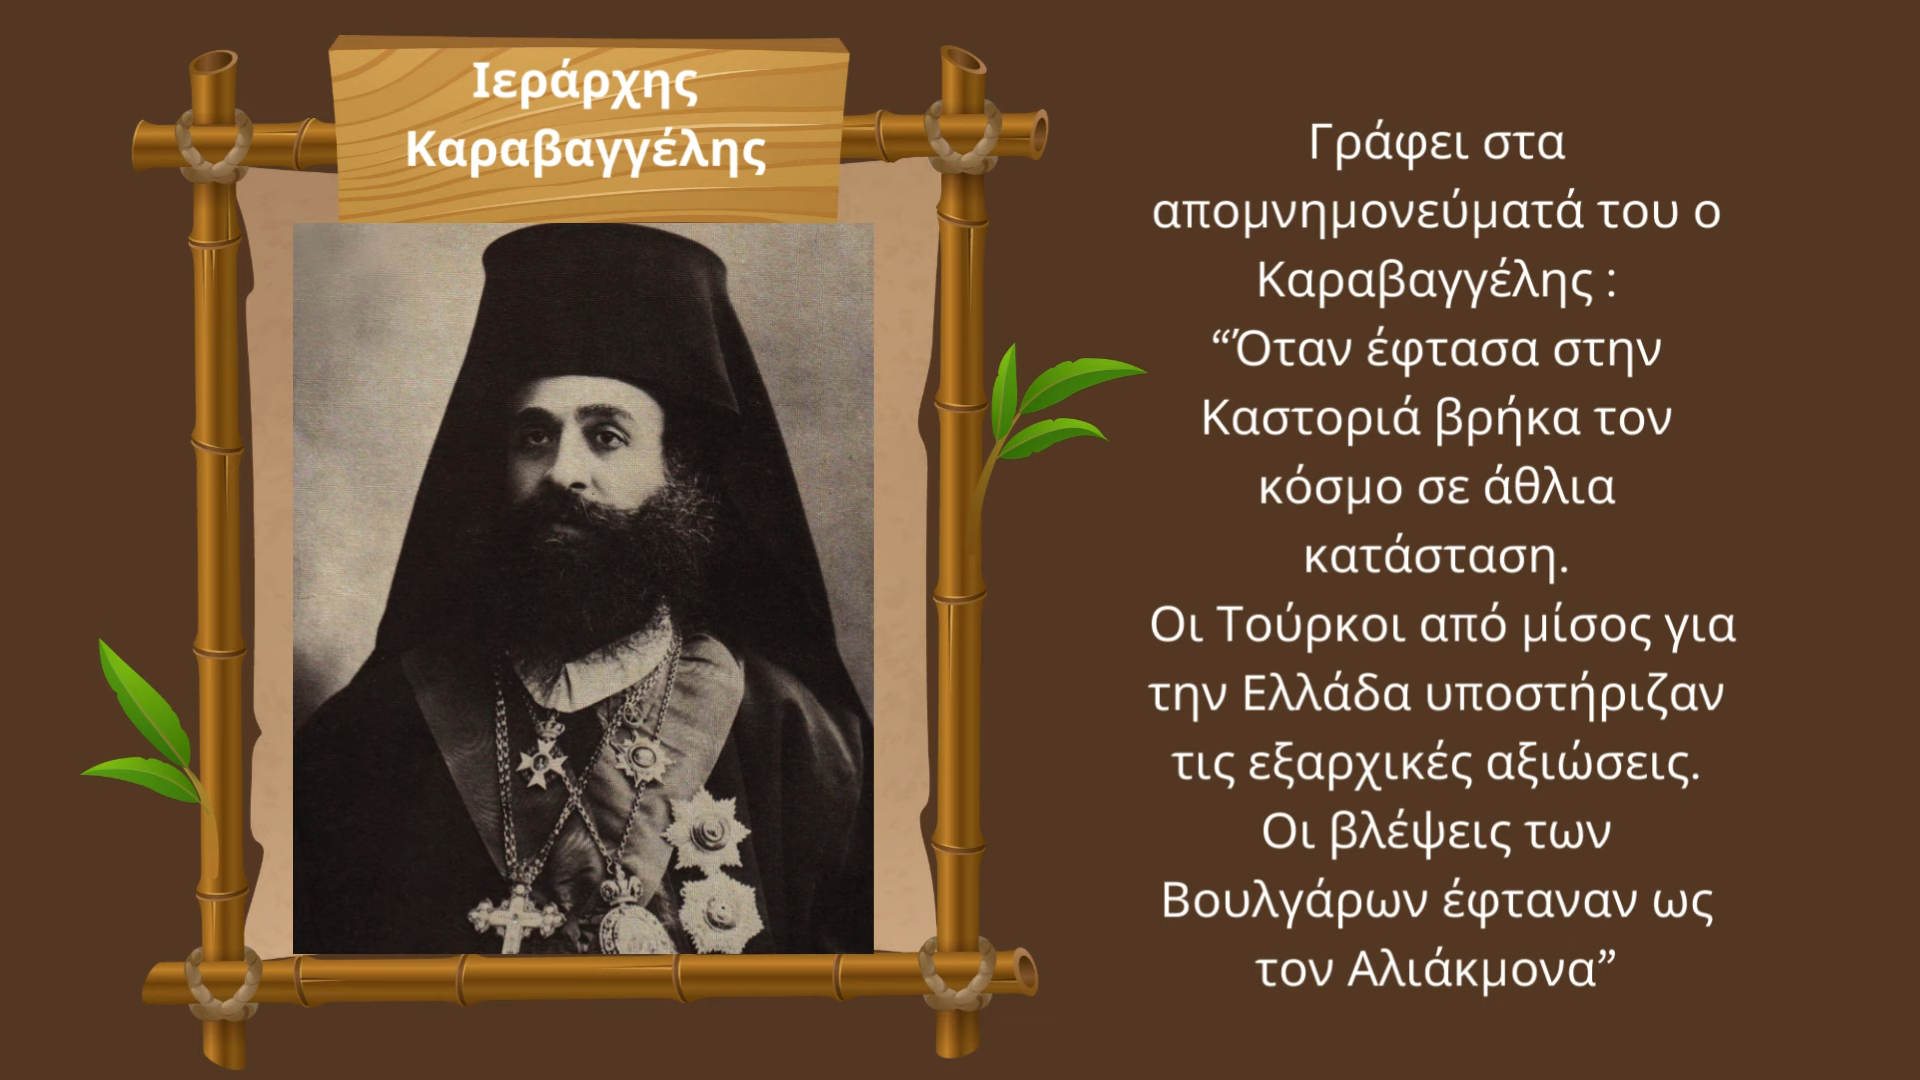 Ιεράρχης
Καραβαγγέλης
Γράφει στα
απομνημονεύματά του ο
Καραβαγγέλης :
“Όταν έφτασα στην
Καστοριά βρήκα τον
κόσμο σε άθλια
κατάσταση.
Οι Τούρκοι από μίσος για
την Ελλάδα υποστήριζαν
τις εξαρχικές αξιώσεις.
Οι βλέψεις των
Βουλγάρων έφταναν ως
τον Αλιάκμονα”